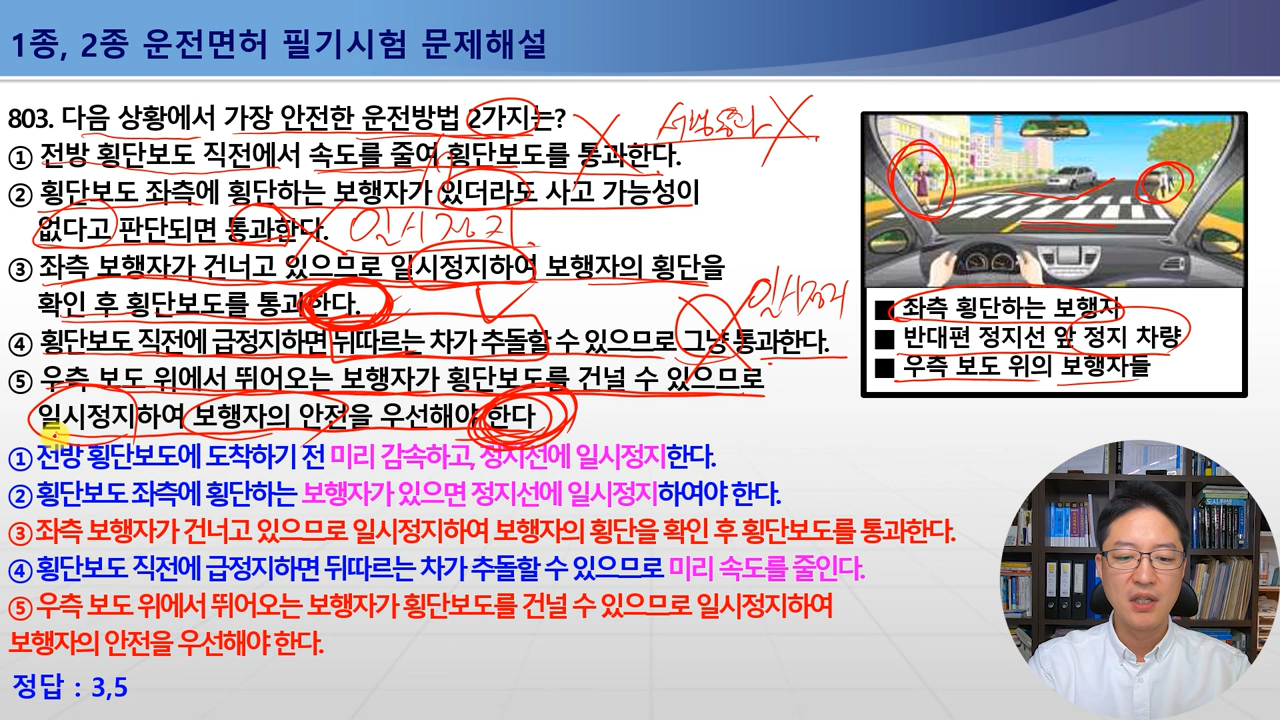 1종, 2종 운전면허 필기시험 문제해설
803. 다음 상황에서 가장 안전한 운전방법 2가지는?
① 전방 횡단보도 직전에서 속도를 줄여 횡단보도를 통과한다.
② 횡단보도 좌측에 횡단하는 보행자가 있더라도 사고 가능성이
없다고 판단되면 통과한다.
일시정지
③ 좌측 보행자가 건너고 있으므로 일시정지하여 보행자의 횡단을
확인 후 횡단보도를 통과한다.
일시정지
④ 횡단보도 직전에 급정지하면 뒤따르는 차가 추돌할 수 있으므로 그냥 통과한다.
⑤ 우측 보도 위에서 뛰어오는 보행자가 횡단보도를 건널 수 있으므로
일시정지하여 보행자의 안전을 우선해야 한다
■ 좌측 횡단하는 보행자
■ 반대편 정지선 앞 정지 차량
■ 우측 보도 위의 보행자들
① 전방 횡단보도에 도착하기 전 미리 감속하고, 정지선에 일시정지한다.
② 횡단보도 좌측에 횡단하는 보행자가 있으면 정지선에 일시정지하여야 한다.
③ 좌측 보행자가 건너고 있으므로 일시정지하여 보행자의 횡단을 확인 후 횡단보도를 통과한다.
④ 횡단보도 직전에 급정지하면 뒤따르는 차가 추돌할 수 있으므로 미리 속도를 줄인다.
⑤ 우측 보도 위에서 뛰어오는 보행자가 횡단보도를 건널 수 있으므로 일시정지하여
보행자의 안전을 우선해야 한다.
정답 : 3,5